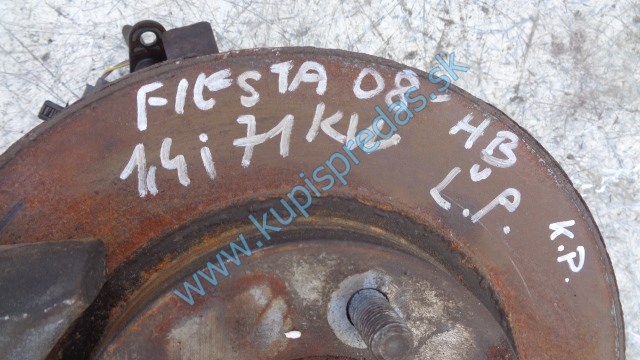 FIESTA 08-
1,4i 71KW
HB
Ľ.P.
K.P.
www.kupispredas.sk